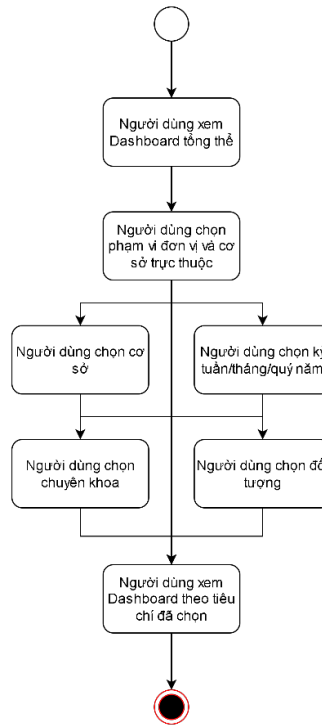 Người dùng xem
Dashboard tổng thể
Người dùng chọn
phạm vi đơn vị và cơ
sở trực thuộc
Người dùng chọn cơ
sở
Người dùng chọn kỳ
tuần/tháng/quý năm
Người dùng chọn
chuyên khoa
Người dùng chọn
tượng
Người dùng xem
Dashboard theo tiêu
chí đã chọn